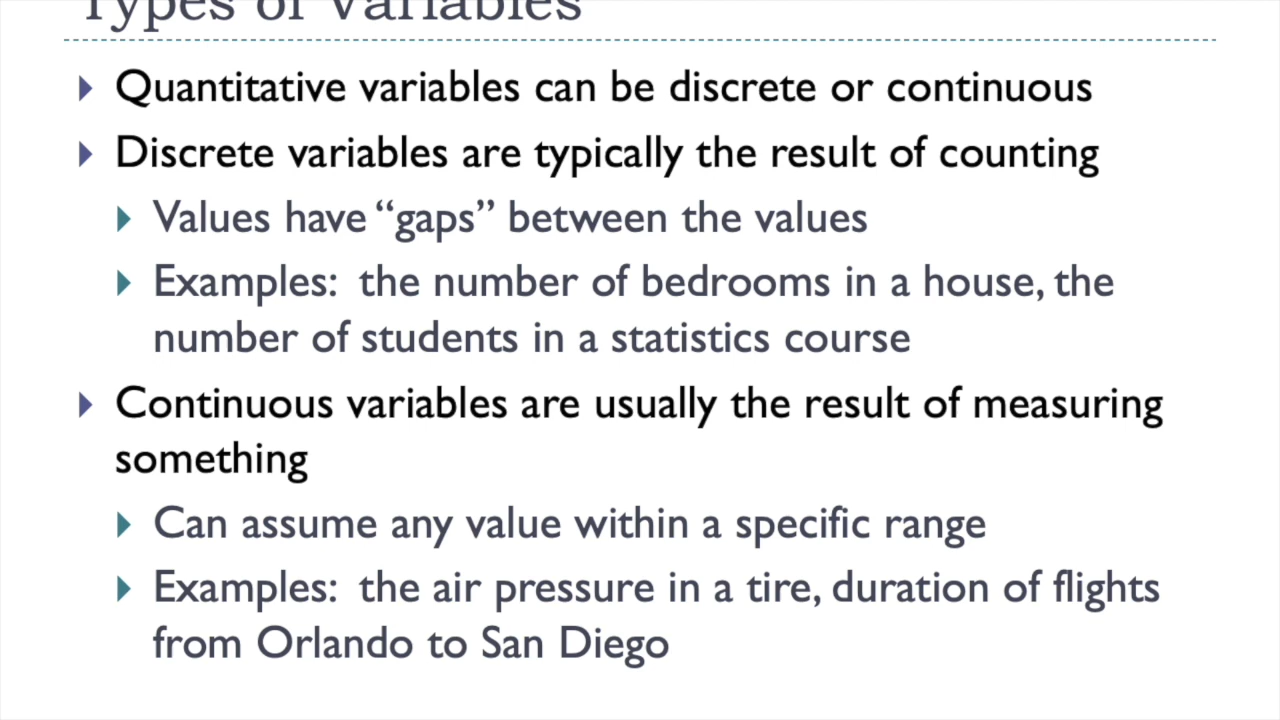 Types of Variables
Quantitative variables can be discrete or continuous
Discrete variables are typically the result of counting
Values have “gaps” between the values
Examples: the number of bedrooms in a house, the
number of students in a statistics course
Continuous variables are usually the result of measuring
something
Can assume any value within a specific range
Examples: the air pressure in a tire, duration of flights
from Orlando to San Diego